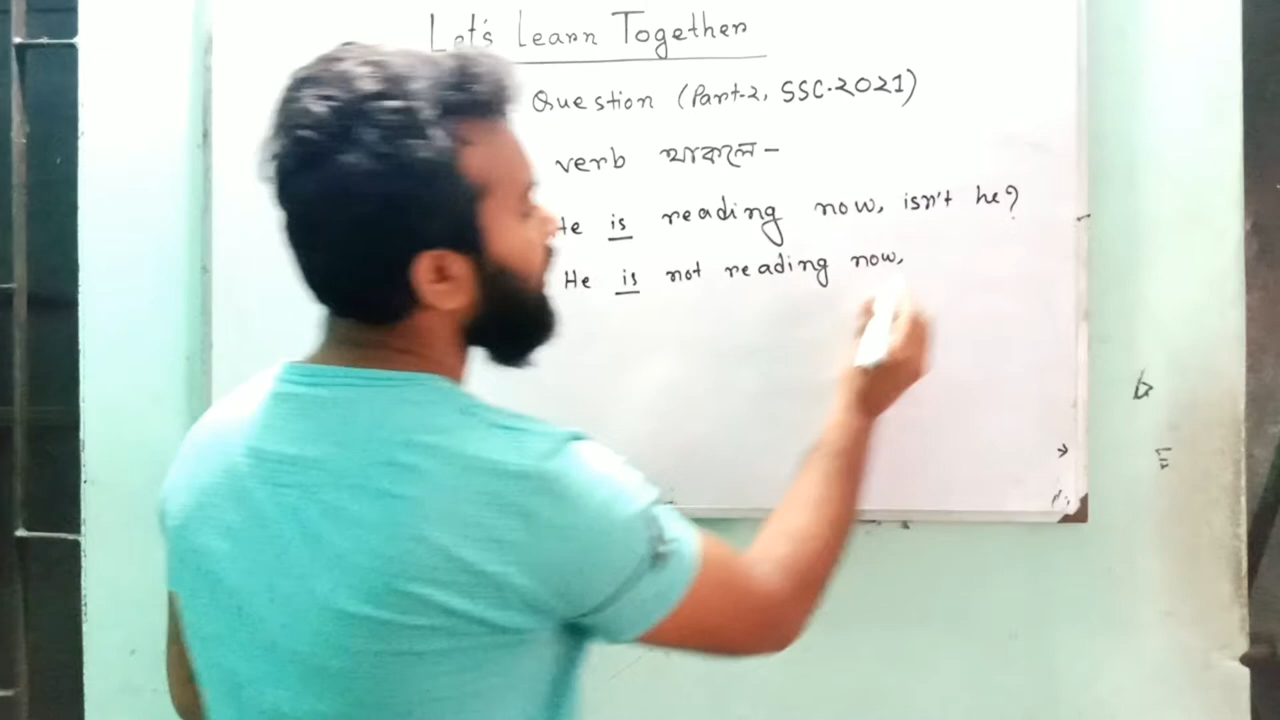 Let's Learn Together
Question (Part-2, SSC-2021)
verb থাকলে-
He is reading now, isn't he?
He is not reading now,